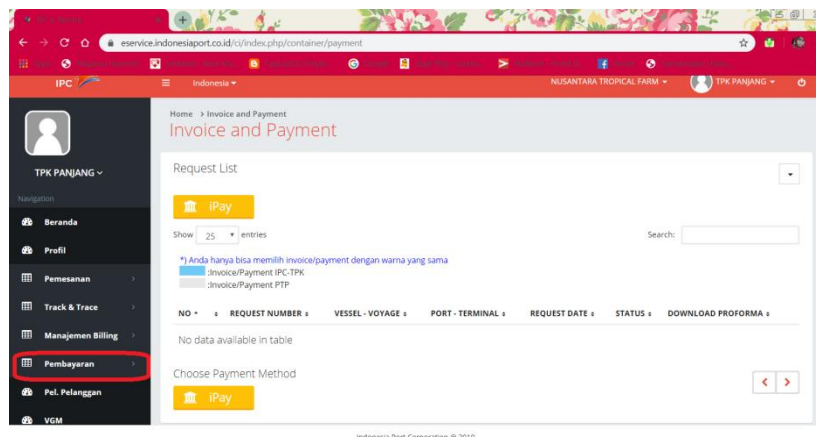 eservice.indonesiaport.co.id/ci/index.php/container/payment
IPC
Indonesia
NUSANTARA TROPICAL FARM
TPK PANJANG
Home > Invoice and Payment
Invoice and Payment
TPK PANJANG
Navigation
Beranda
Profil
Pemesanan
Track & Trace
Manajemen Billing
Pembayaran
Pel. Pelanggan
VGM
Request List
iPay
Show 25 entries
Search:
*) Anda hanya bisa memilih invoice/payment dengan warna yang sama
:Invoice/Payment IPC-TPK
:Invoice/Payment PTP
NO REQUEST NUMBER VESSEL - VOYAGE PORT - TERMINAL REQUEST DATE STATUS DOWNLOAD PROFORMA
No data available in table
Choose Payment Method
iPay
Indonesia Port Corporation © 2019